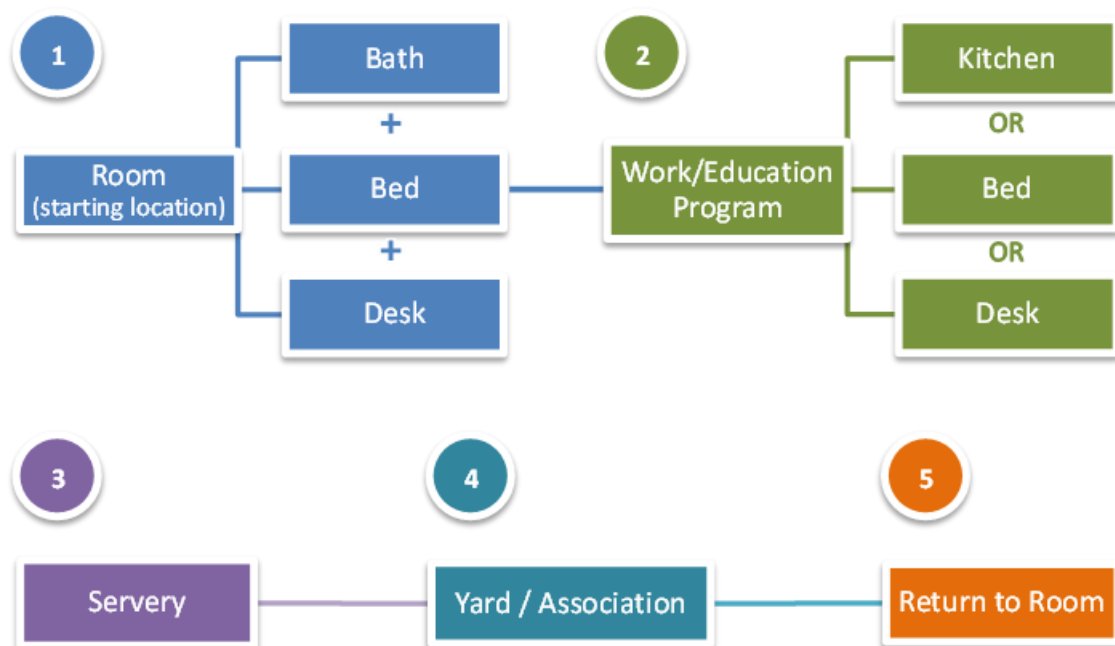 1
Bath
+
Room
(starting location)
Bed
+
Desk
2
Kitchen
OR
Work/Education
Program
Bed
OR
Desk
3
Servery
4
Yard / Association
5
Return to Room